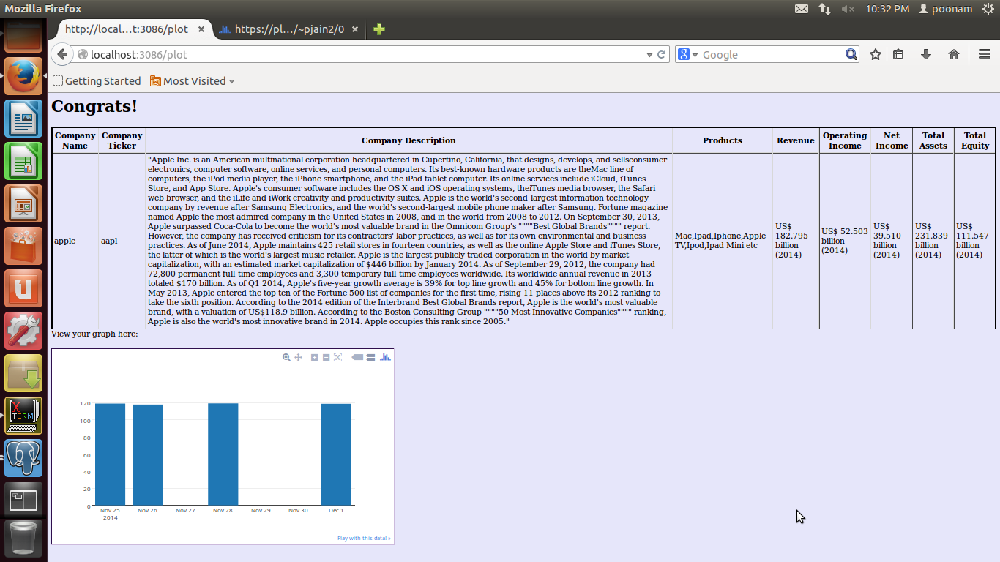 Mozilla Firefox
10:32 PM poonam
http://local...t:3086/plot https://pl.../~pjain2/0
localhost:3086/plot Google
Getting Started Most Visited
Congrats!
Company Name Company Ticker Company Description Products Revenue Operating Income Net Income Total Assets Total Equity
apple
aapl
"Apple Inc. is an American multinational corporation headquartered in Cupertino, California, that designs, develops, and sellsconsumer
electronics, computer software, online services, and personal computers. Its best-known hardware products are theMac line of
computers, the iPod media player, the iPhone smartphone, and the iPad tablet computer. Its online services include iCloud, iTunes
Store, and App Store. Apple's consumer software includes the OS X and iOS operating systems, theiTunes media browser, the Safari
web browser, and the iLife and iWork creativity and productivity suites. Apple is the world's second-largest information technology
company by revenue after Samsung Electronics, and the world's second-largest mobile phone maker after Samsung. Fortune magazine
named Apple the most admired company in the United States in 2008, and in the world from 2008 to 2012. On September 30, 2013,
Apple surpassed Coca-Cola to become the world's most valuable brand in the Omnicom Group's """"Best Global Brands"""" report.
However, the company has received criticism for its contractors' labor practices, as well as for its own environmental and business
practices. As of June 2014, Apple maintains 425 retail stores in fourteen countries, as well as the online Apple Store and iTunes Store,
the latter of which is the world's largest music retailer. Apple is the largest publicly traded corporation in the world by market
capitalization, with an estimated market capitalization of $446 billion by January 2014. As of September 29, 2012, the company had
72,800 permanent full-time employees and 3,300 temporary full-time employees worldwide. Its worldwide annual revenue in 2013
totaled $170 billion. As of Q1 2014, Apple's five-year growth average is 39% for top line growth and 45% for bottom line growth. In
May 2013, Apple entered the top ten of the Fortune 500 list of companies for the first time, rising 11 places above its 2012 ranking to
take the sixth position. According to the 2014 edition of the Interbrand Best Global Brands report, Apple is the world's most valuable
brand, with a valuation of US$118.9 billion. According to the Boston Consulting Group """"50 Most Innovative Companies"""" ranking,
Apple is also the world's most innovative brand in 2014. Apple occupies this rank since 2005."
Mac,Ipad,Iphone,Apple
TV,Ipod,Ipad Mini etc
US$
182.795
billion
(2014)
US$ 52.503
billion
(2014)
US$
39.510
billion
(2014)
US$
231.839
billion
(2014)
US$
111.547
billion
(2014)
View your graph here:
120
100
80
60
40
20
0
Nov 25 Nov 26 Nov 27 Nov 28 Nov 29 Nov 30 Dec 1
2014
Play with this data! »
X
TERM